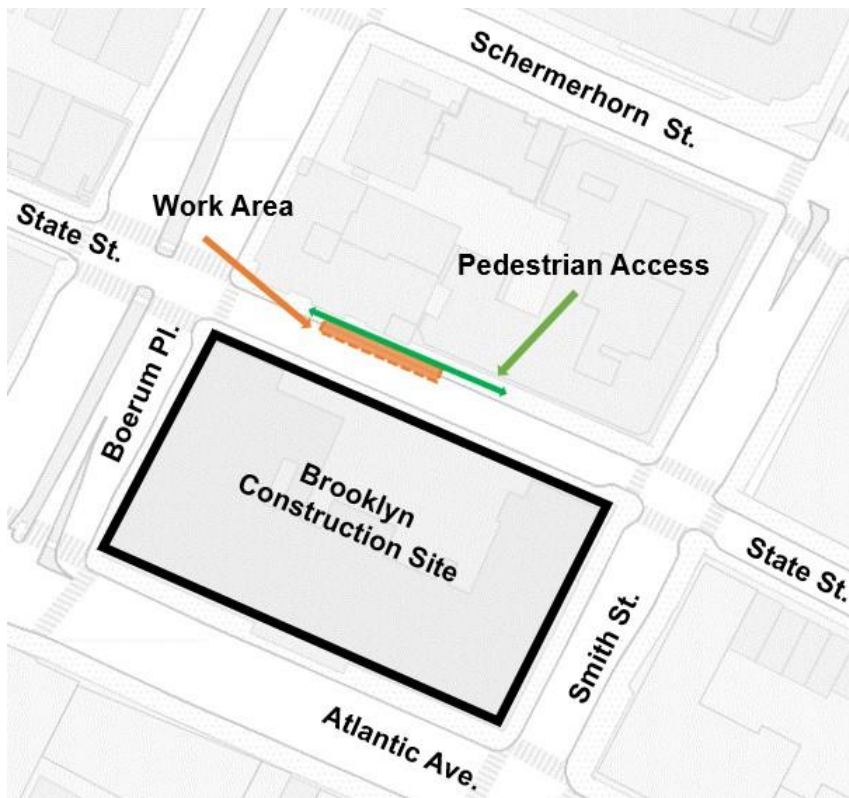 Schermerhorn St.
Work Area
State St.
Pedestrian Access
Boerum Pl.
Brooklyn
Construction Site
State St.
Smith St.
Atlantic Ave.